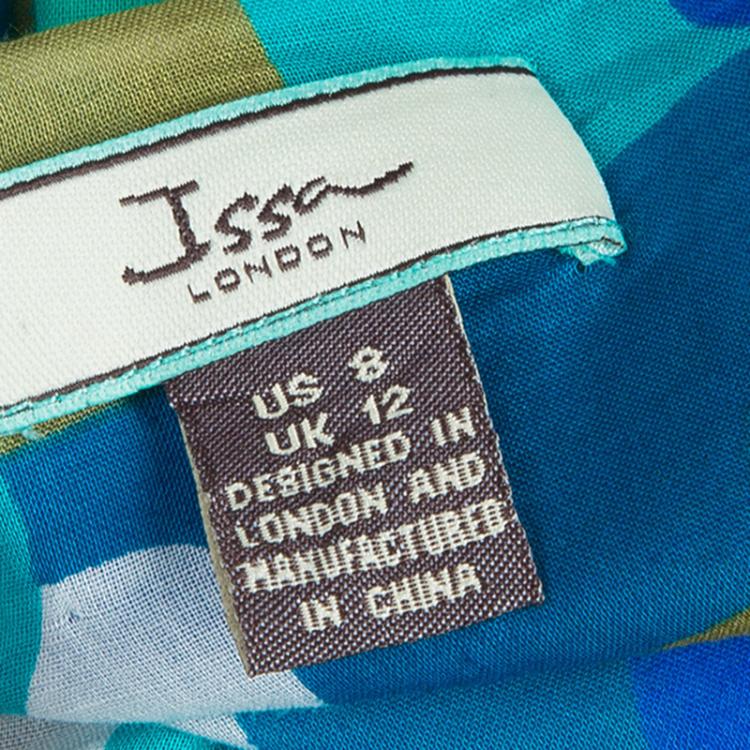 Issa
LONDON
US 8
UK 12
DESIGNED IN
LONDON AND
MANUFACTURED
IN CHINA